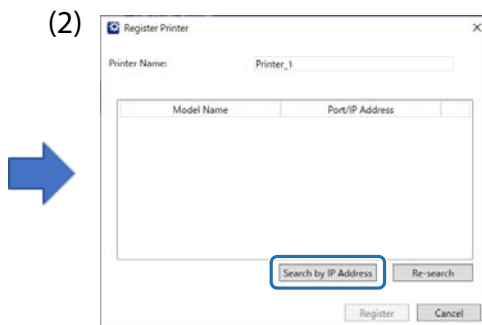 (2)
Register Printer
Printer Name: Printer_1
Model Name Port/IP Address
Search by IP Address Re-search
Register Cancel